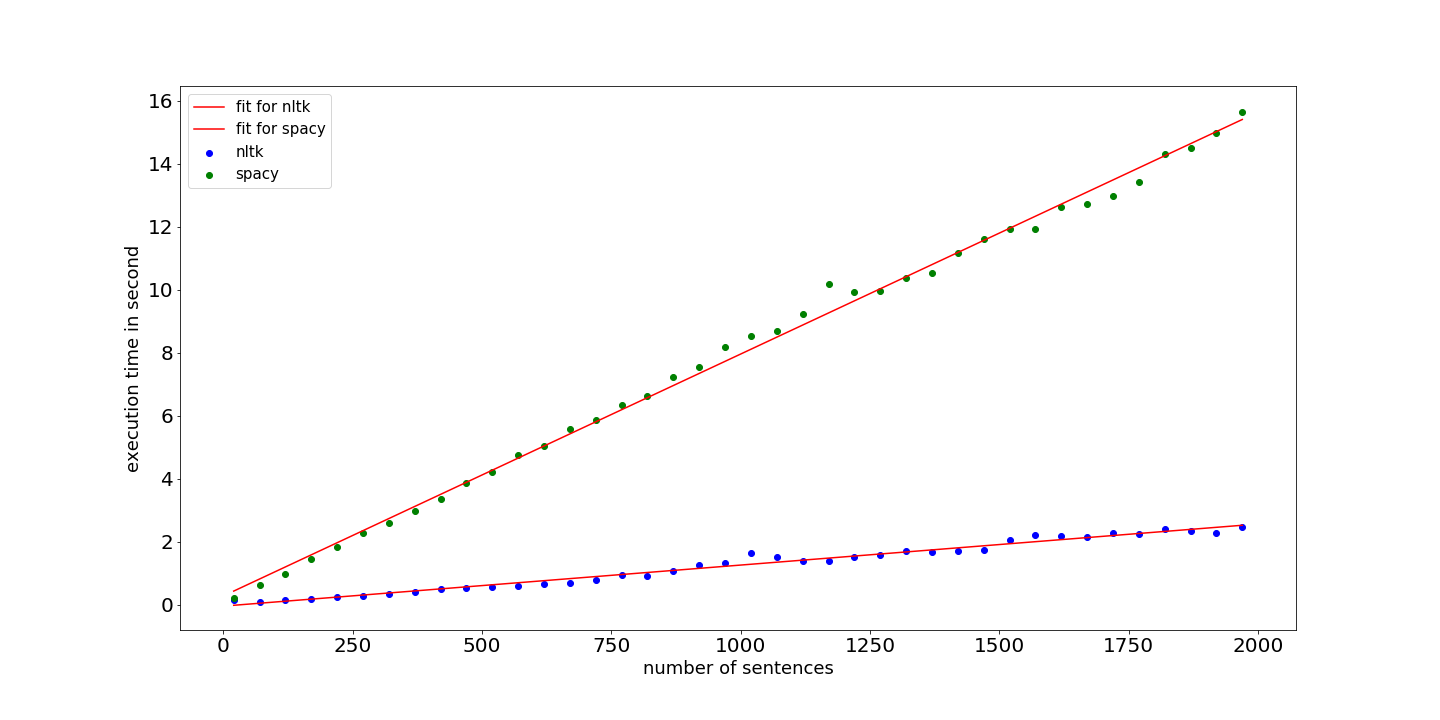 fit for nltk
fit for spacy
nltk
spacy
16
14
12
10
8
6
4
2
0
execution time in second
0 250 500 750 1000 1250 1500 1750 2000
number of sentences